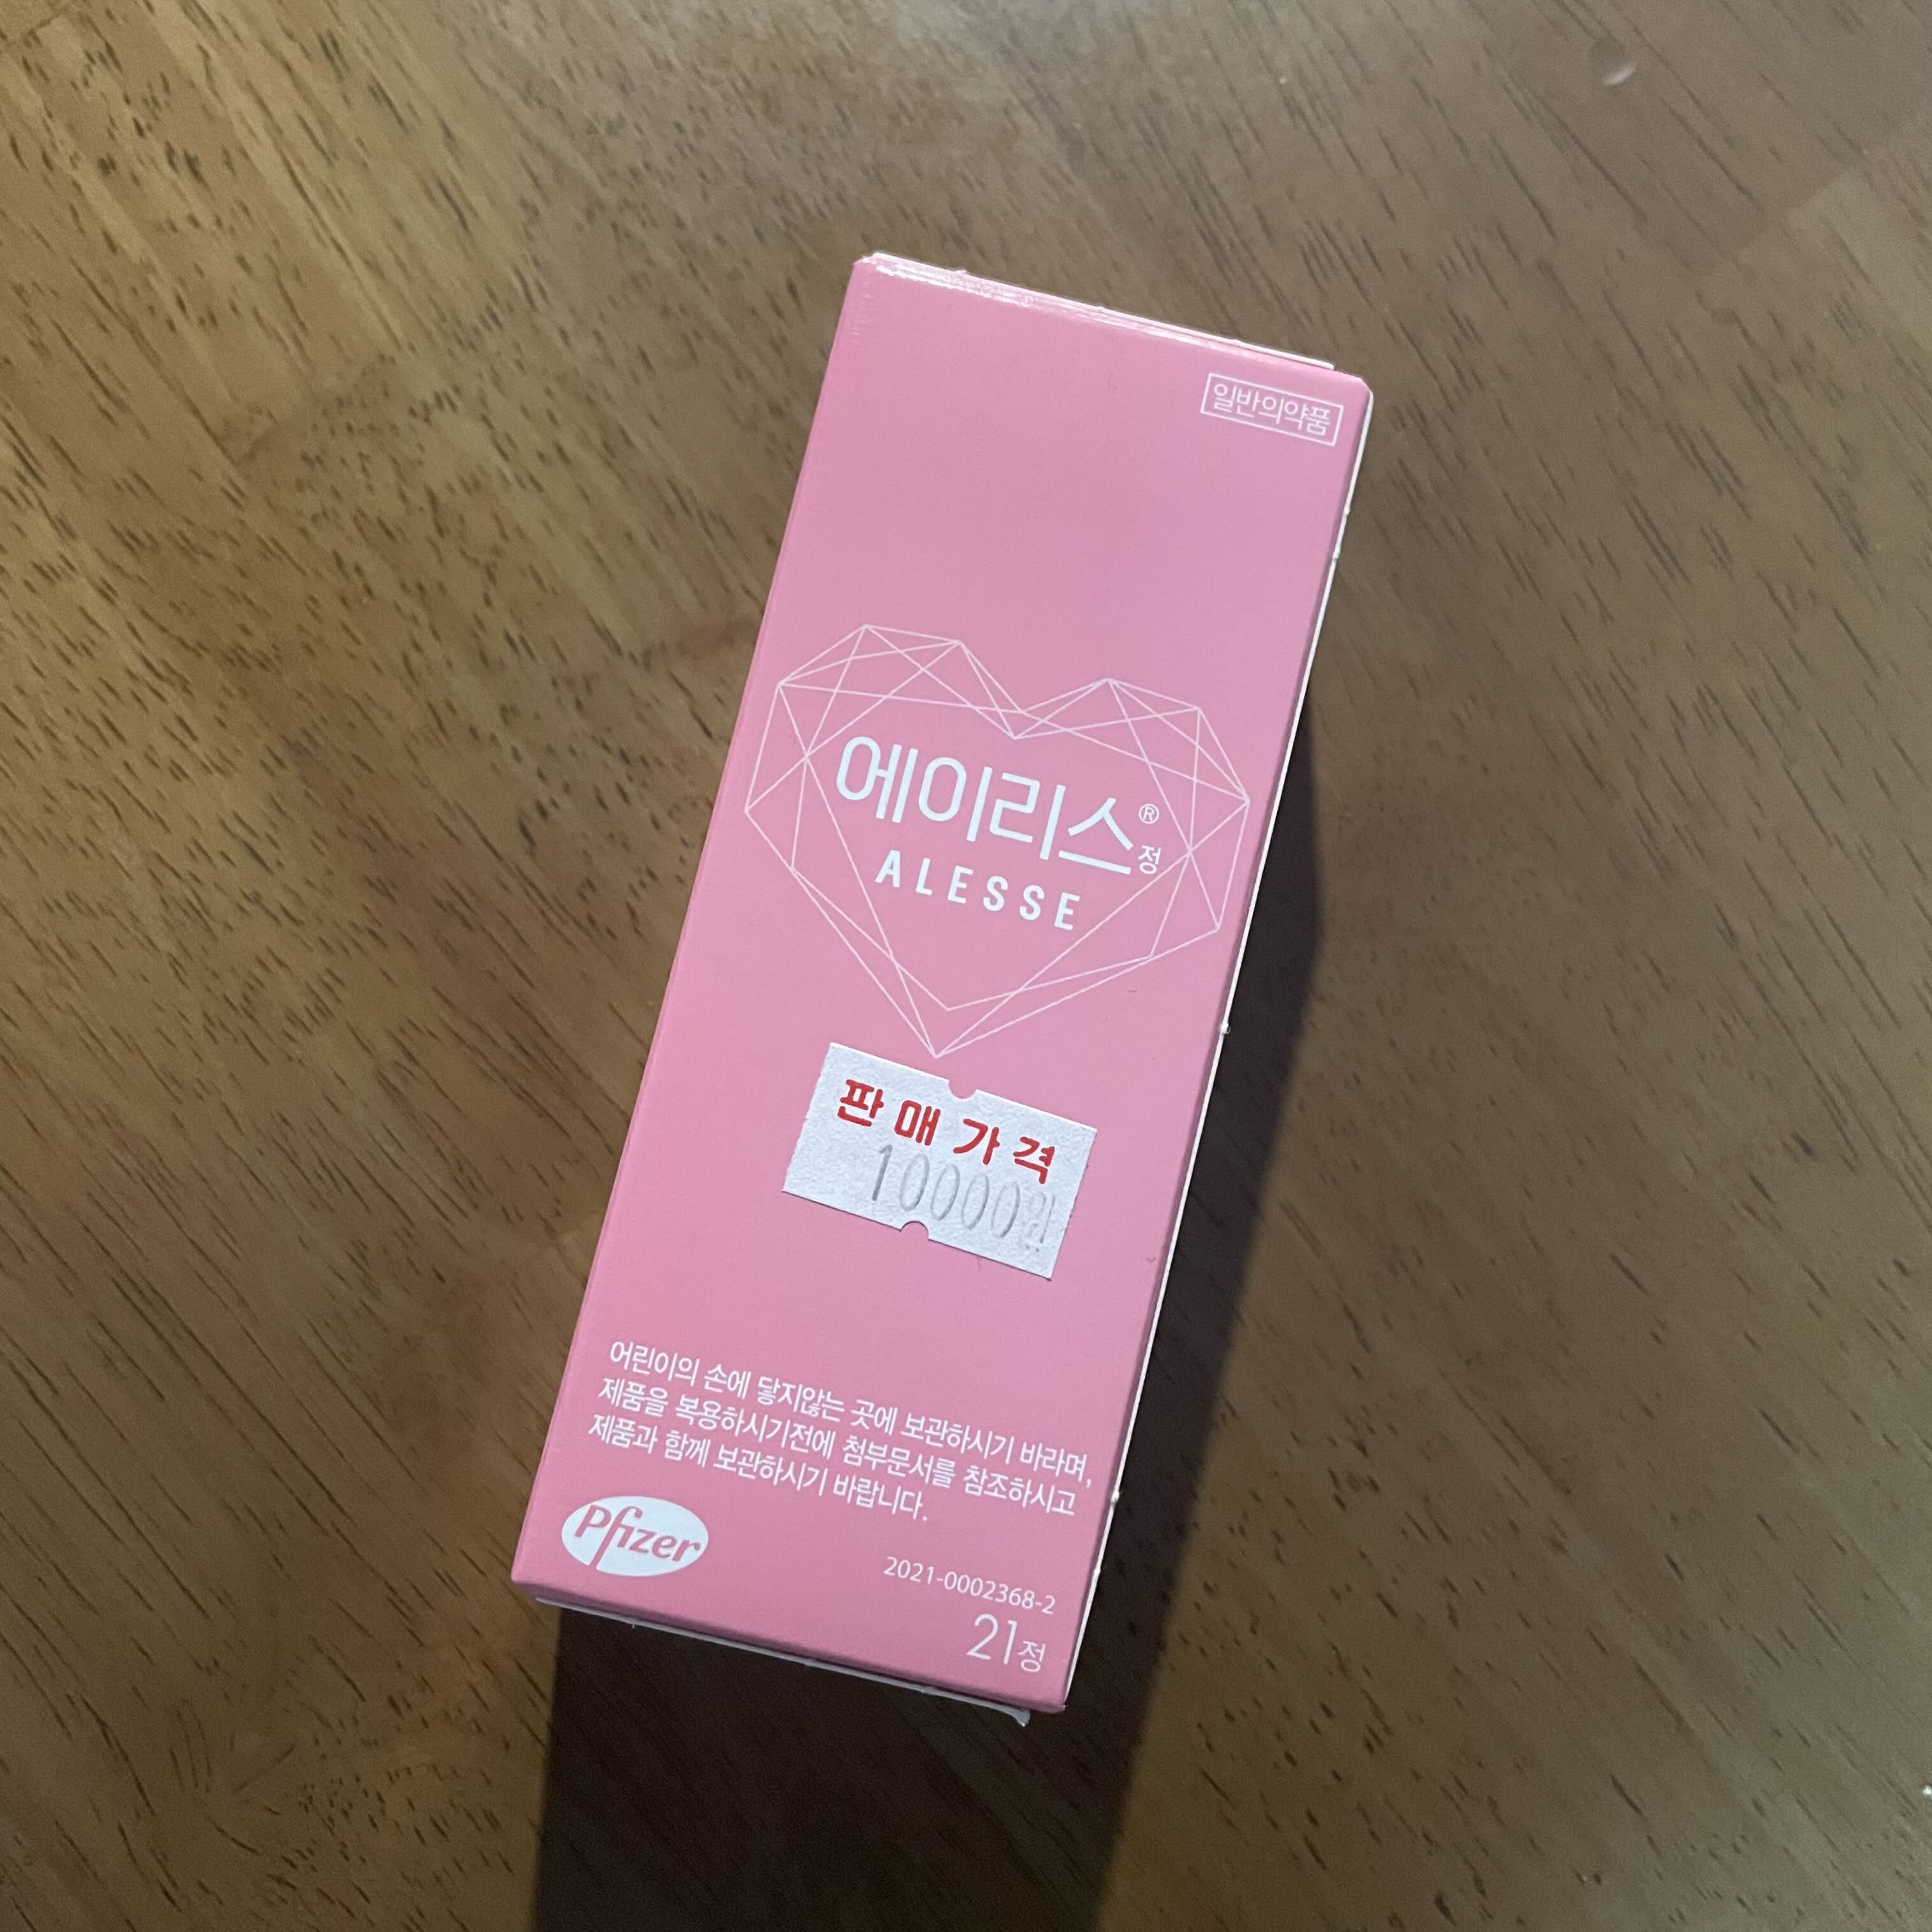 일반의약품
에이리스®정
ALESSE
판매가격
10000원
어린이의 손에 닿지않는 곳에 보관하시기 바라며,
제품을 복용하시기전에 첨부문서를 참조하시고
제품과 함께 보관하시기 바랍니다.
Pfizer
2021-0002368-2
21정